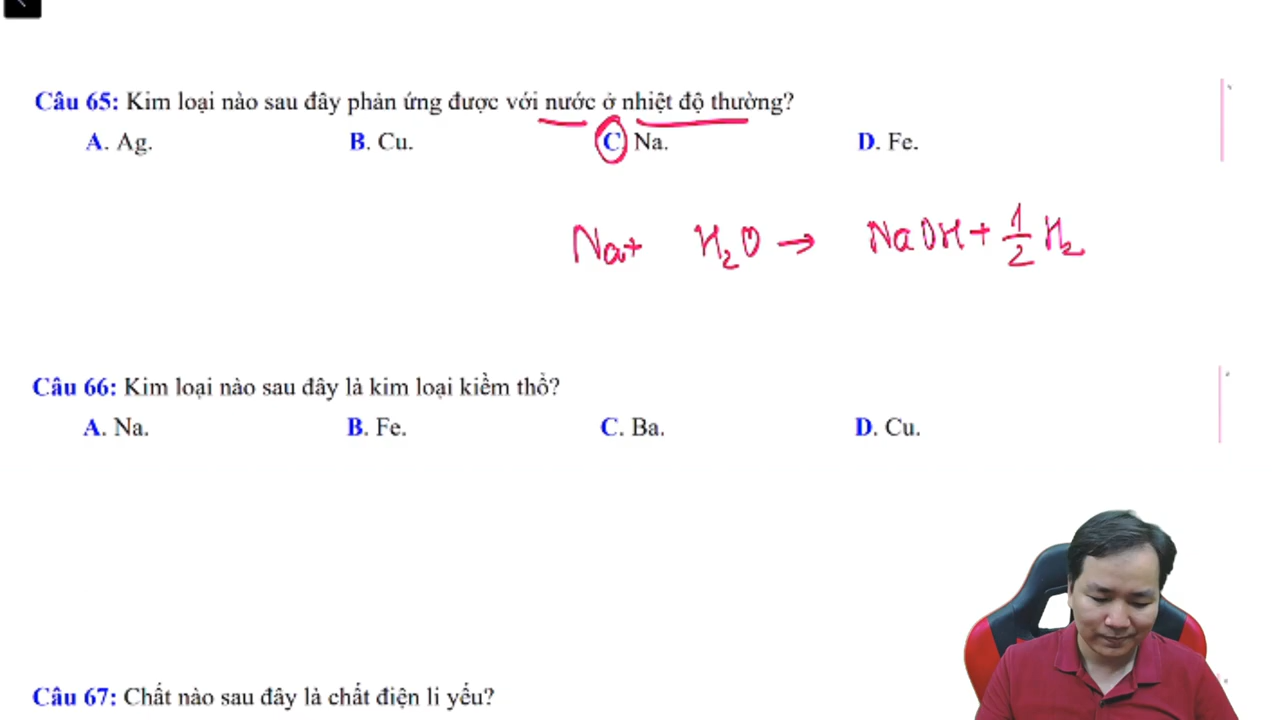 Câu 65: Kim loại nào sau đây phản ứng được với nước ở nhiệt độ thường?
A. Ag. B. Cu. C. Na. D. Fe.
Na + H₂O → NaOH + 1/2 H₂
Câu 66: Kim loại nào sau đây là kim loại kiềm thổ?
A. Na. B. Fe. C. Ba. D. Cu.
Câu 67: Chất nào sau đây là chất điện li yếu?